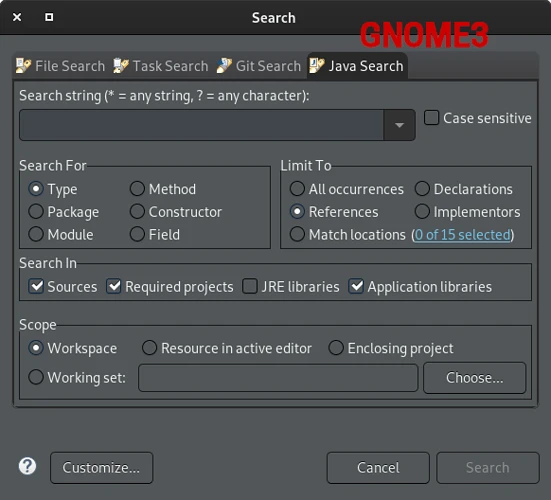 Search
GNOME3
File Search Task Search Git Search Java Search
Search string (* = any string, ? = any character):
Case sensitive
Search For
Type Method
Package Constructor
Module Field
Limit To
All occurrences Declarations
References Implementors
Match locations (0 of 15 selected)
Search In
Sources Required projects JRE libraries Application libraries
Scope
Workspace Resource in active editor Enclosing project
Working set: Choose...
? Customize... Cancel Search